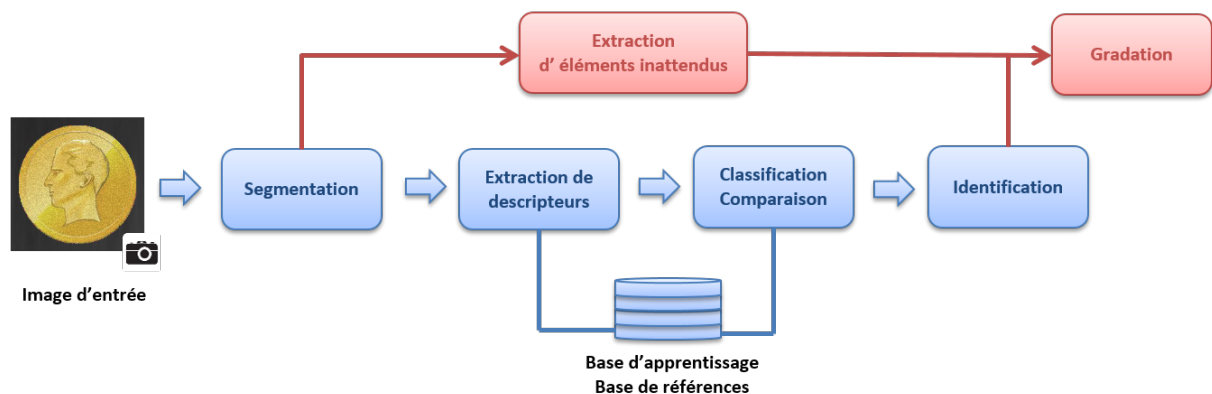 Extraction
d’ éléments inattendus
Gradation
Segmentation
Extraction de
descripteurs
Classification
Comparaison
Identification
Image d’entrée
Base d’apprentissage
Base de références